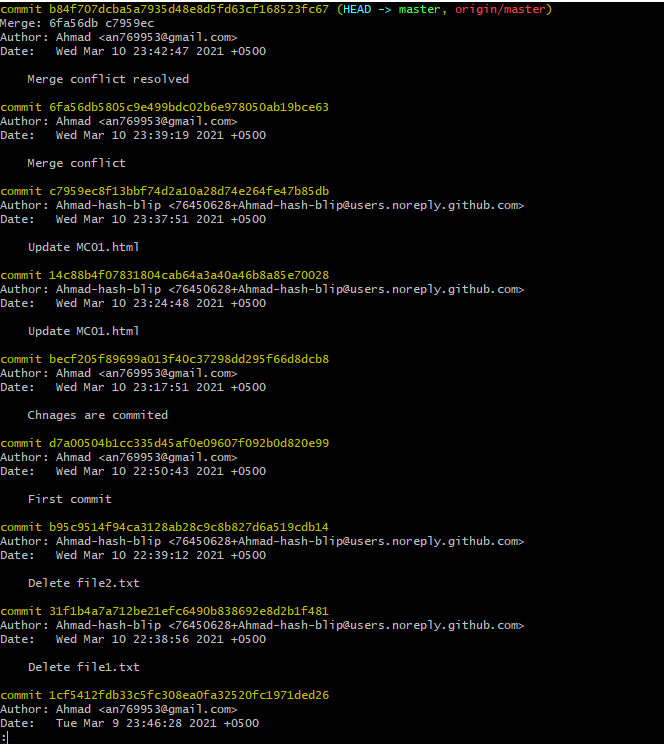 commit b84f707dcba5a7935d48e8d5fd63cf168523fc67 (HEAD -> master, origin/master)
Merge: 6fa56db c7959ec
Author: Ahmad <an769953@gmail.com>
Date:   Wed Mar 10 23:42:47 2021 +0500
    Merge conflict resolved
commit 6fa56db5805c9e499bdc02b6e978050ab19bce63
Author: Ahmad <an769953@gmail.com>
Date:   Wed Mar 10 23:39:19 2021 +0500
    Merge conflict
commit c7959ec8f13bbf74d2a10a28d74e264fe47b85db
Author: Ahmad-hash-blip <76450628+Ahmad-hash-blip@users.noreply.github.com>
Date:   Wed Mar 10 23:37:51 2021 +0500
    Update MC01.html
commit 14c88b4f07831804cab64a3a40a46b8a85e70028
Author: Ahmad-hash-blip <76450628+Ahmad-hash-blip@users.noreply.github.com>
Date:   Wed Mar 10 23:24:48 2021 +0500
    Update MC01.html
commit becf205f89699a013f40c37298dd295f66d8dcb8
Author: Ahmad <an769953@gmail.com>
Date:   Wed Mar 10 23:17:51 2021 +0500
    Chnages are commited
commit d7a00504b1cc335d45af0e09607f092b0d820e99
Author: Ahmad <an769953@gmail.com>
Date:   Wed Mar 10 22:50:43 2021 +0500
    First commit
commit b95c9514f94ca3128ab28c9c8b827d6a519cdb14
Author: Ahmad-hash-blip <76450628+Ahmad-hash-blip@users.noreply.github.com>
Date:   Wed Mar 10 22:39:12 2021 +0500
    Delete file2.txt
commit 31f1b4a7a712be21efc6490b838692e8d2b1f481
Author: Ahmad-hash-blip <76450628+Ahmad-hash-blip@users.noreply.github.com>
Date:   Wed Mar 10 22:38:56 2021 +0500
    Delete file1.txt
commit 1cf5412fdb33c5fc308ea0fa32520fc1971ded26
Author: Ahmad <an769953@gmail.com>
Date:   Tue Mar 9 23:46:28 2021 +0500
: